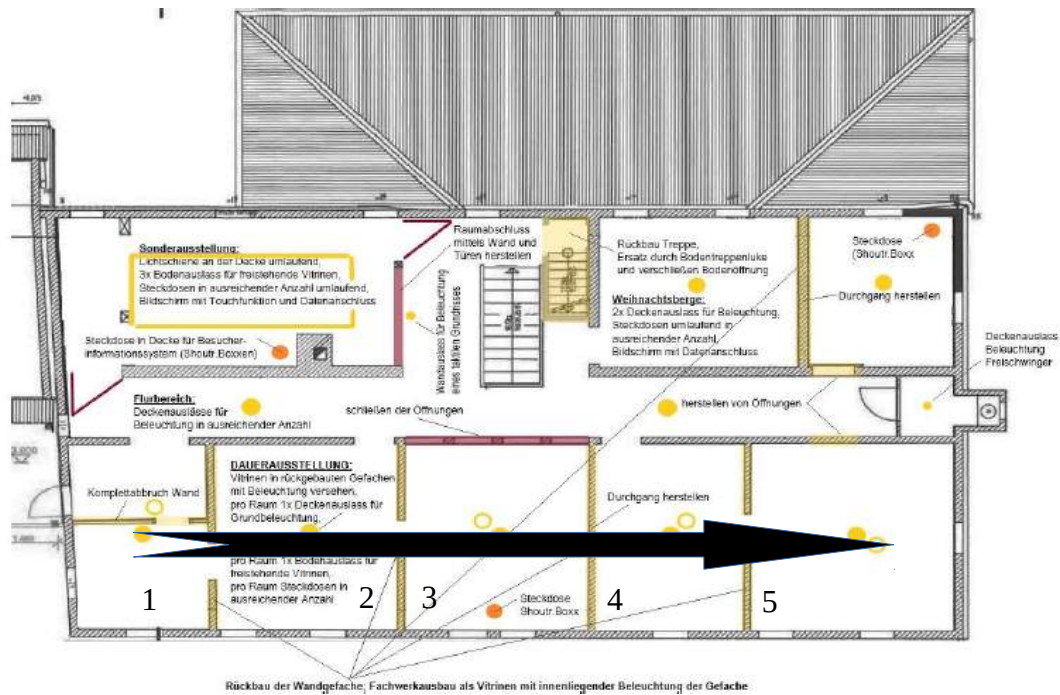 Sonderausstellung:
Lichtschiene an der Decke umlaufend,
3x Bodenauslass für freistehende Vitrinen,
Steckdosen in ausreichender Anzahl umlaufend,
Bildschirm mit Touchfunktion und Datenanschluss
Steckdose in Decke für Besucher-
informationssystem (Shoutr.Boxxen)
Raumabschluss
mittels Wand und
Türen herstellen
Wandauslass für Beleuchtung
eines taktilen Grundrisses
Rückbau Treppe,
Ersatz durch Bodentreppenluke
und verschließen Bodenöffnung
Weihnachtsberge:
2x Deckenauslass für Beleuchtung,
Steckdosen umlaufend in
ausreichender Anzahl,
Bildschirm mit Datenanschluss
Steckdose
(Shoutr.Boxx
Durchgang herstellen
Deckenauslass
Beleuchtung
Freischwinger
Flurbereich:
Deckenauslässe für
Beleuchtung in ausreichender Anzahl
schließen der Öffnungen
herstellen von Öffnungen
Komplettabbruch Wand
DAUERAUSSTELLUNG:
Vitrinen in rückgebauten Gefachen
mit Beleuchtung versehen,
pro Raum 1x Deckenauslass für
Grundbeleuchtung,
pro Raum 1x Bodenauslass für
freistehende Vitrinen,
pro Raum Steckdosen in
ausreichender Anzahl
Durchgang herstellen
Steckdose
Shoutr.Boxx
1
2
3
4
5
Rückbau der Wandgefache, Fachwerkausbau als Vitrinen mit innenliegender Beleuchtung der Gefache